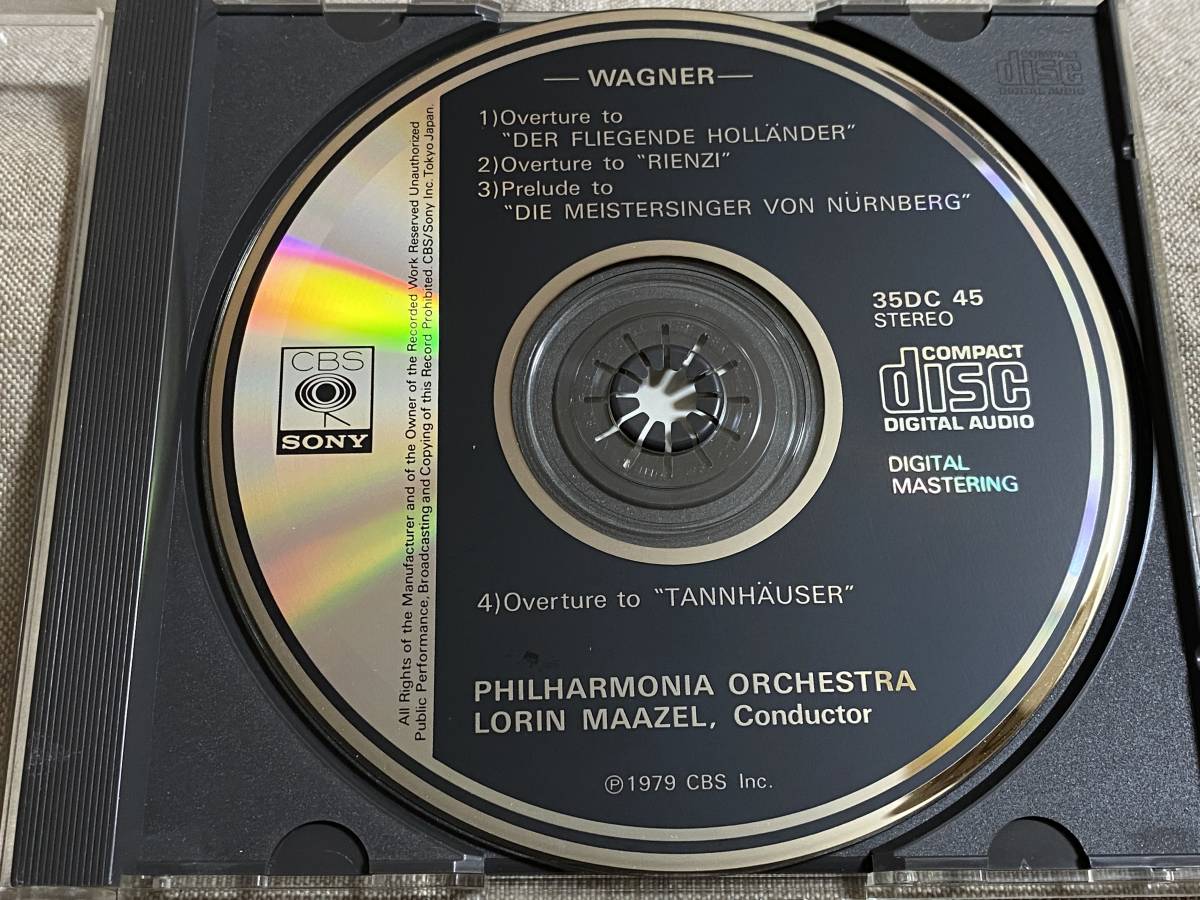 — WAGNER —
1)Overture to
"DER FLIEGENDE HOLLÄNDER"
2)Overture to "RIENZI"
3)Prelude to
"DIE MEISTERSINGER VON NÜRNBERG"
35DC 45
STEREO
COMPACT
disc
DIGITAL AUDIO
DIGITAL
MASTERING
CBS
SONY
All Rights of the Manufacturer and of the Owner of the Recorded Work Reserved Unauthorized
Public Performance, Broadcasting and Copying of this Record Prohibited. CBS/Sony Inc. Tokyo Japan.
4)Overture to "TANNHÄUSER"
PHILHARMONIA ORCHESTRA
LORIN MAAZEL, Conductor
℗1979 CBS Inc.
COMPACT
disc
DIGITAL AUDIO